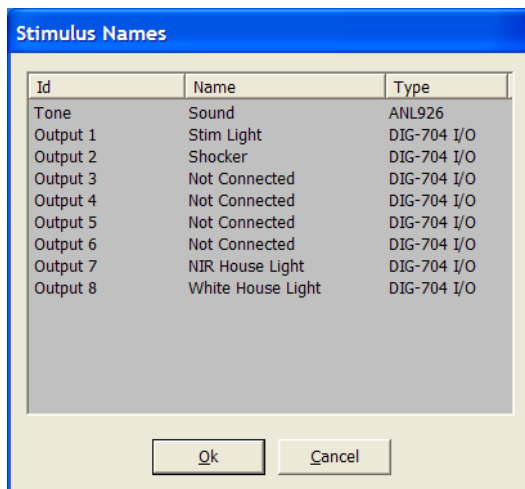 Stimulus Names
Id Name Type
Tone Sound ANL926
Output 1 Stim Light DIG-704 I/O
Output 2 Shocker DIG-704 I/O
Output 3 Not Connected DIG-704 I/O
Output 4 Not Connected DIG-704 I/O
Output 5 Not Connected DIG-704 I/O
Output 6 Not Connected DIG-704 I/O
Output 7 NIR House Light DIG-704 I/O
Output 8 White House Light DIG-704 I/O
Ok Cancel